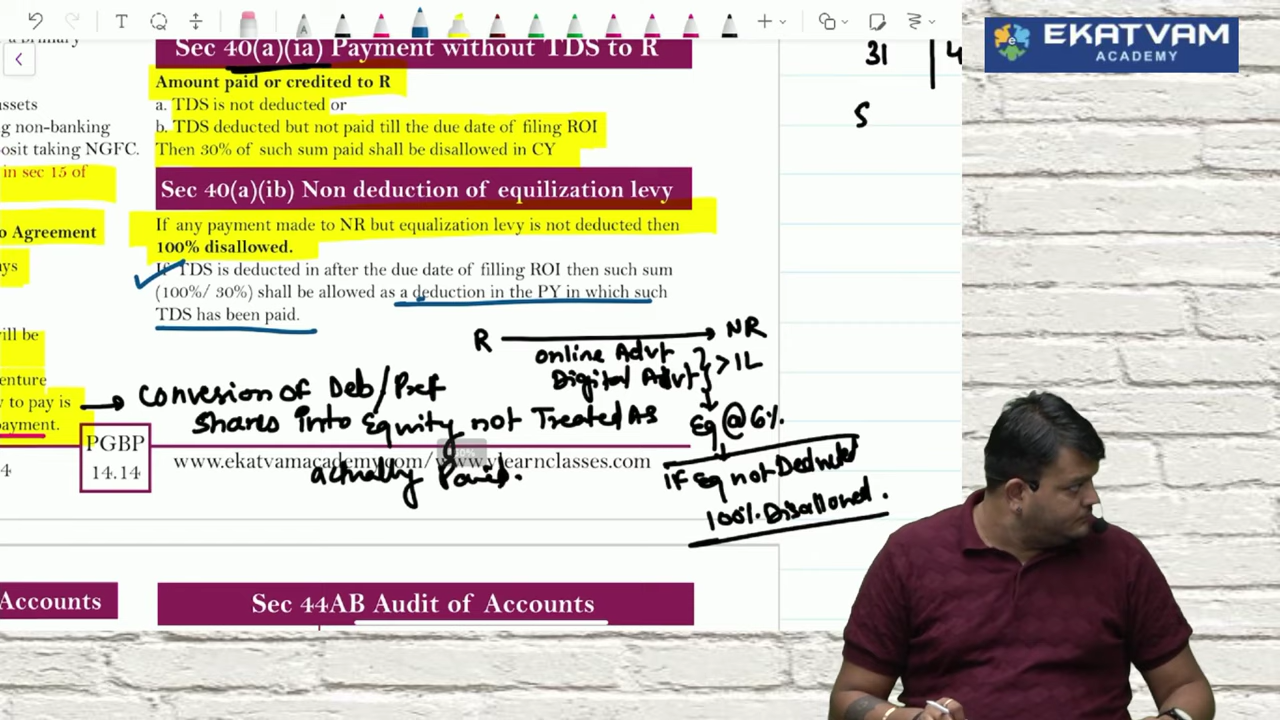 EKATVAM
ACADEMY
31 | 4
S
a primary
assets
g non-banking
posit taking NGFC.
in sec 15 of
o Agreement
ays
will be
enture
y to pay is
payment.
PGBP
14.14
4
Sec 40(a)(ia) Payment without TDS to R
Amount paid or credited to R
a. TDS is not deducted or
b. TDS deducted but not paid till the due date of filing ROI
Then 30% of such sum paid shall be disallowed in CY
Sec 40(a)(ib) Non deduction of equilization levy
If any payment made to NR but equalization levy is not deducted then
100% disallowed.
If TDS is deducted in after the due date of filling ROI then such sum
(100%/ 30%) shall be allowed as a deduction in the PY in which such
TDS has been paid.
R NR
Online Advt
Digital Advt
> 1L
Eq @ 6%.
IF Eq not Deducted
100%. Disallowed.
Convesion of Deb/Pref
Shares into Equity not Treated As
actually Paid.
www.ekatvamacademy.com/www.vlearnclasses.com
Accounts
Sec 44AB Audit of Accounts